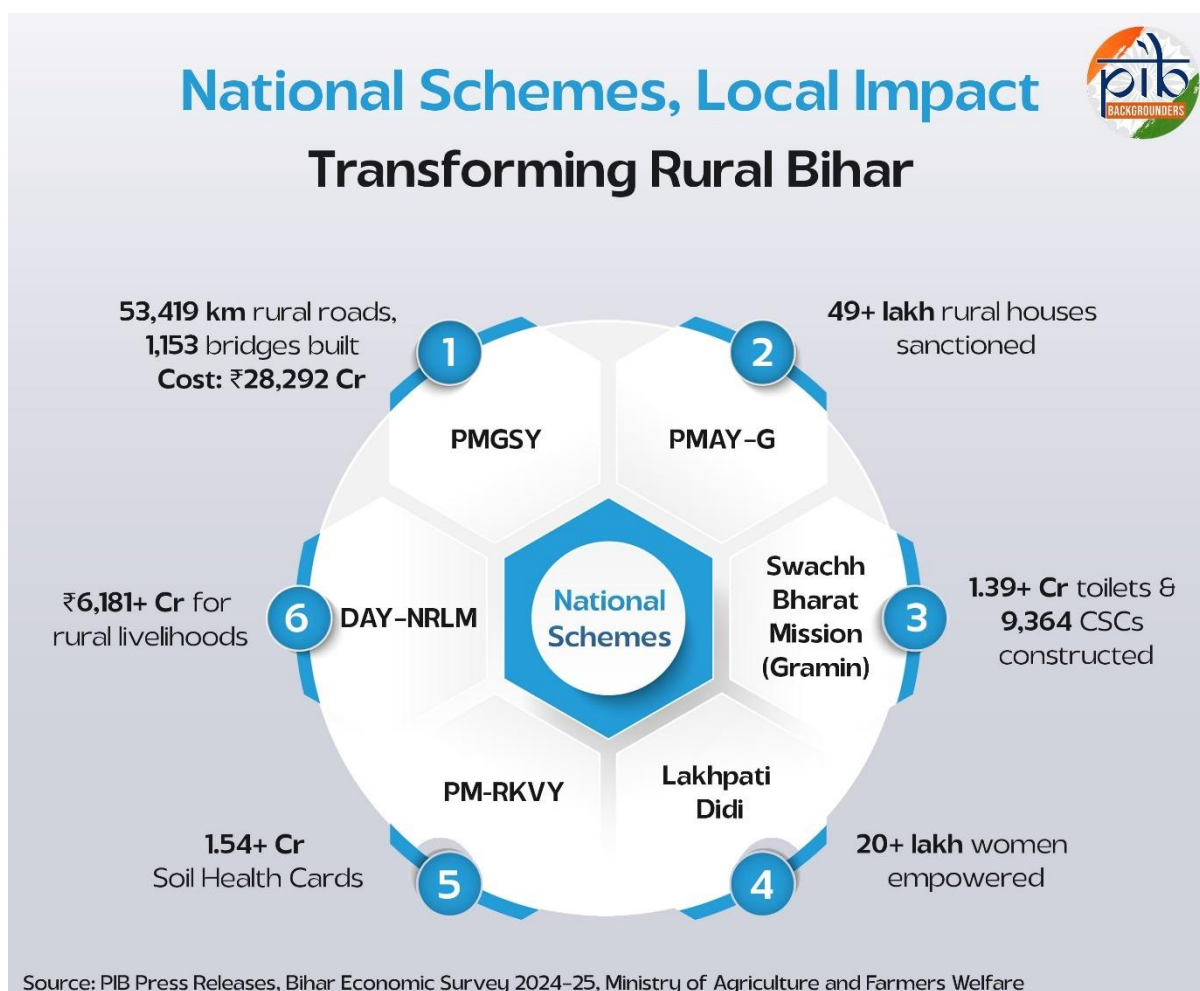 National Schemes, Local Impact
Transforming Rural Bihar
pib
BACKGROUNDERS
53,419 km rural roads,
1,153 bridges built
Cost: ₹28,292 Cr
1
PMGSY
49+ lakh rural houses
sanctioned
2
PMAY-G
1.39+ Cr toilets &
9,364 CSCs
constructed
3
Swachh
Bharat
Mission
(Gramin)
20+ lakh women
empowered
4
Lakhpati
Didi
1.54+ Cr
Soil Health Cards
5
PM-RKVY
₹6,181+ Cr for
rural livelihoods
6
DAY-NRLM
National
Schemes
Source: PIB Press Releases, Bihar Economic Survey 2024-25, Ministry of Agriculture and Farmers Welfare